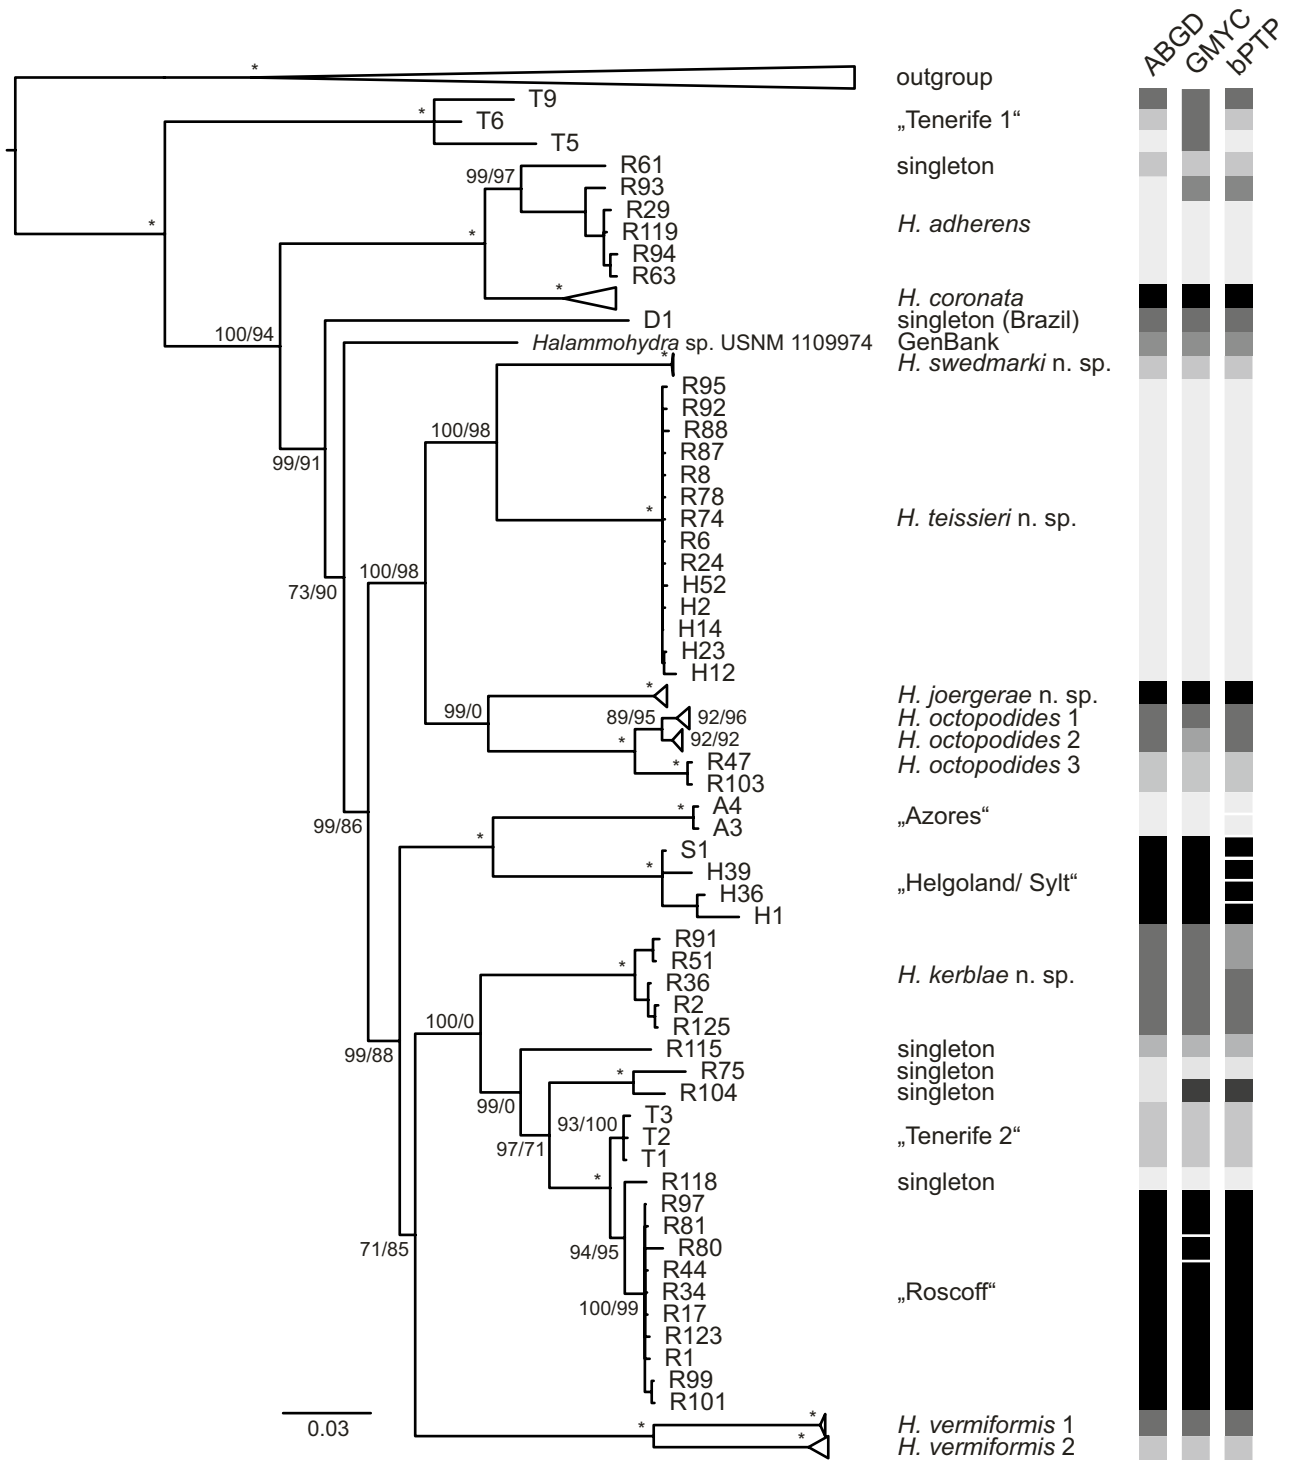 ABGD
GMYC
bPTP
* outgroup
T9
* T6 „Tenerife 1“
T5
R61 singleton
99/97
R93
R29
* R119 H. adherens
R94
R63
* H. coronata
D1 singleton (Brazil)
100/94
Halammohydra sp. USNM 1109974 GenBank
* H. swedmarki n. sp.
R95
R92
100/98 R88
R87
99/91
R8
R78
* R74 H. teissieri n. sp.
R6
R24
100/98
73/90 H52
H2
H14
H23
H12
* H. joergerae n. sp.
99/0 89/95 92/96 H. octopodides 1
* 92/92 H. octopodides 2
* R47 H. octopodides 3
R103
* A4
„Azores“
99/86 A3
* S1
* H39
„Helgoland/ Sylt“
H36
H1
R91
* R51
R36 H. kerblae n. sp.
R2
100/0 R125
99/88 R115 singleton
* R75 singleton
R104 singleton
99/0
93/100 T3
T2 „Tenerife 2“
97/71
T1
* R118 singleton
R97
R81
71/85 94/95 R80
R44
R34 „Roscoff“
100/99 R17
R123
R1
R99
R101
0.03
* * H. vermiformis 1
* H. vermiformis 2
*